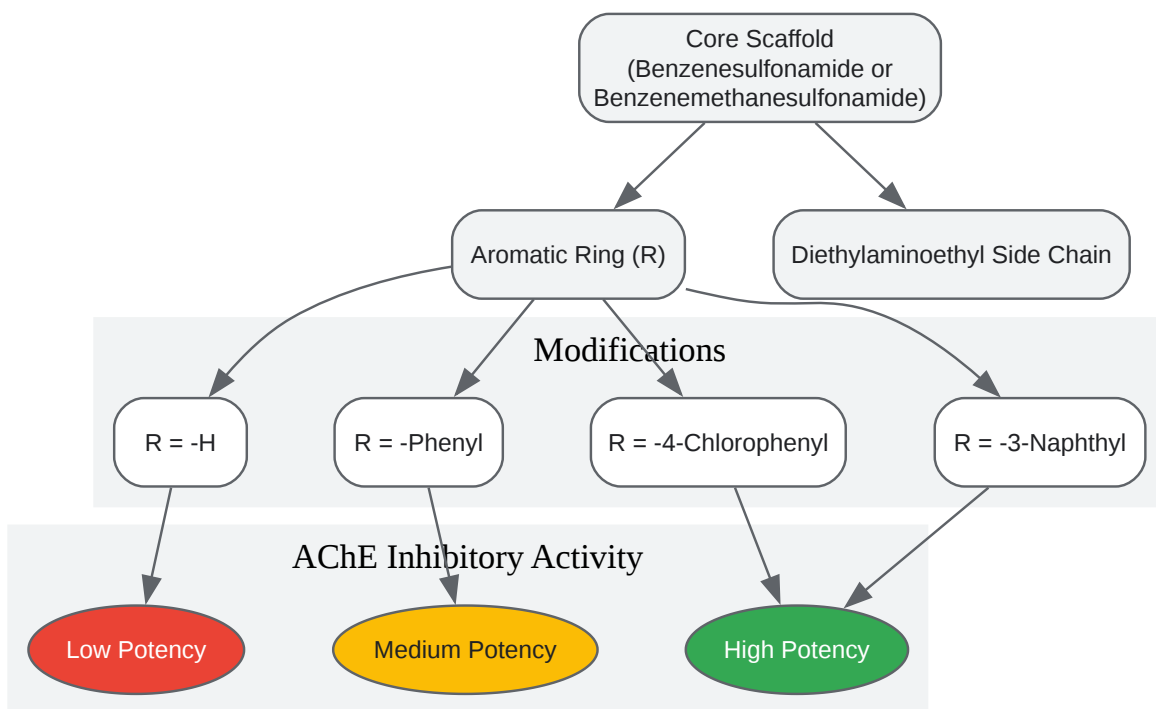 Core Scaffold
(Benzenesulfonamide or
Benzenemethanesulfonamide)
Aromatic Ring (R)
Diethylaminoethyl Side Chain
Modifications
R = -H
R = -Phenyl
R = -4-Chlorophenyl
R = -3-Naphthyl
AChE Inhibitory Activity
Low Potency
Medium Potency
High Potency